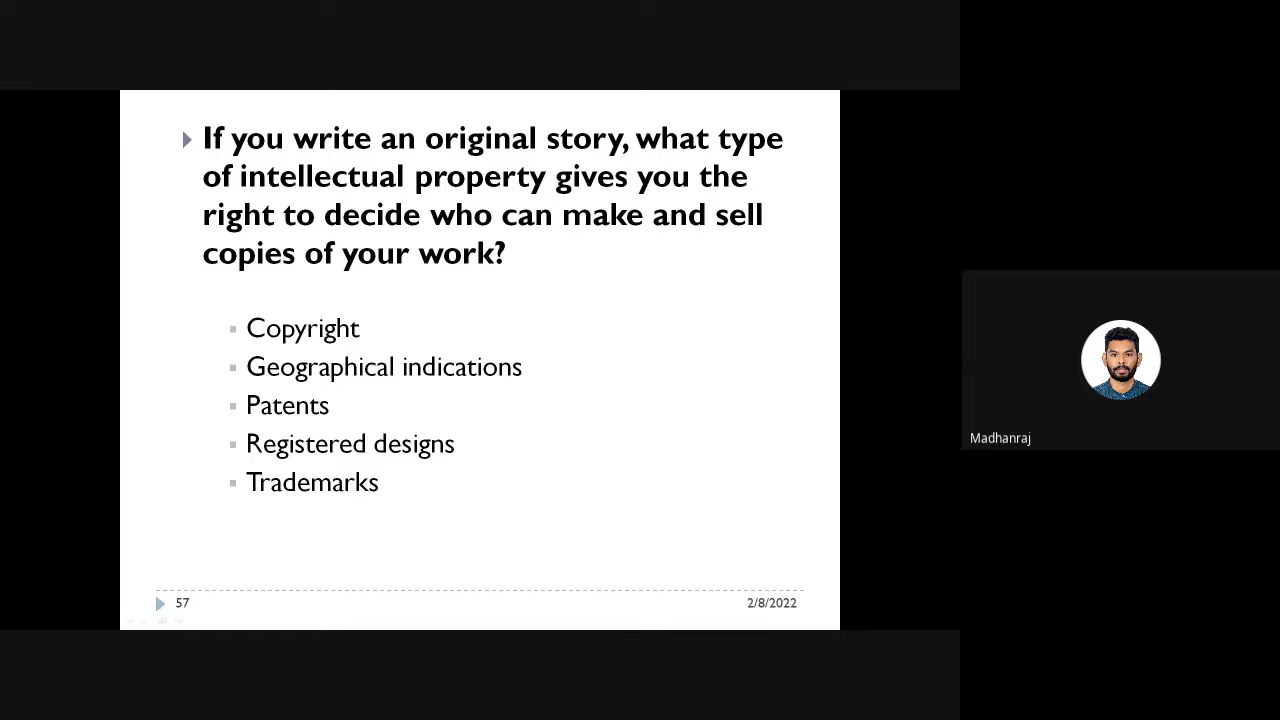 If you write an original story, what type
of intellectual property gives you the
right to decide who can make and sell
copies of your work?
Copyright
Geographical indications
Patents
Registered designs
Trademarks
57
2/8/2022
Madhanraj